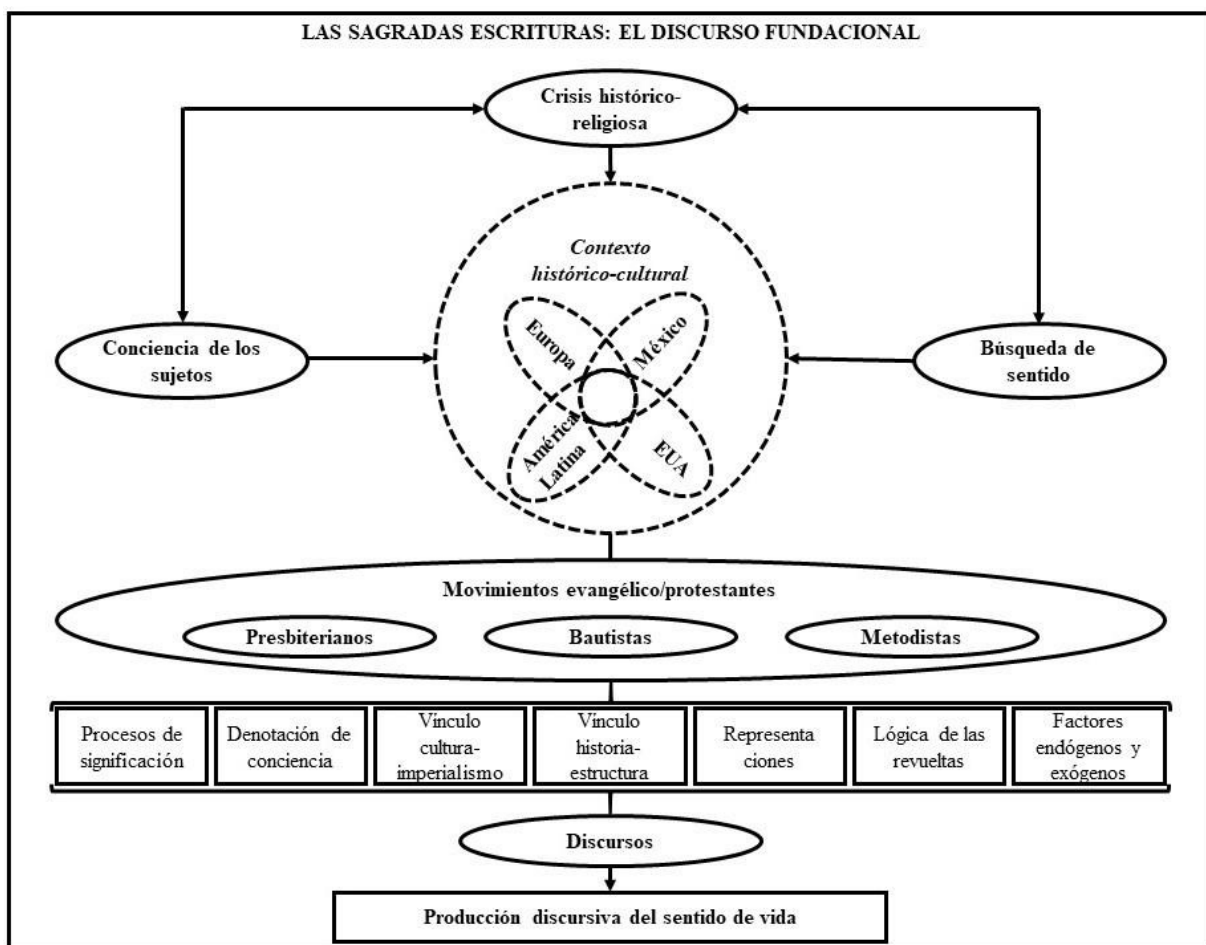 LAS SAGRADAS ESCRITURAS: EL DISCURSO FUNDACIONAL
Crisis histórico-
religiosa
Contexto
histórico-cultural
Europa
México
América
Latina
EUA
Conciencia de los
sujetos
Búsqueda de
sentido
Movimientos evangélico/protestantes
Presbiterianos
Bautistas
Metodistas
Procesos de
significación
Denotación de
conciencia
Vínculo
cultura-
imperialismo
Vínculo
historia-
estructura
Representa
ciones
Lógica de las
revueltas
Factores
endógenos y
exógenos
Discursos
Producción discursiva del sentido de vida